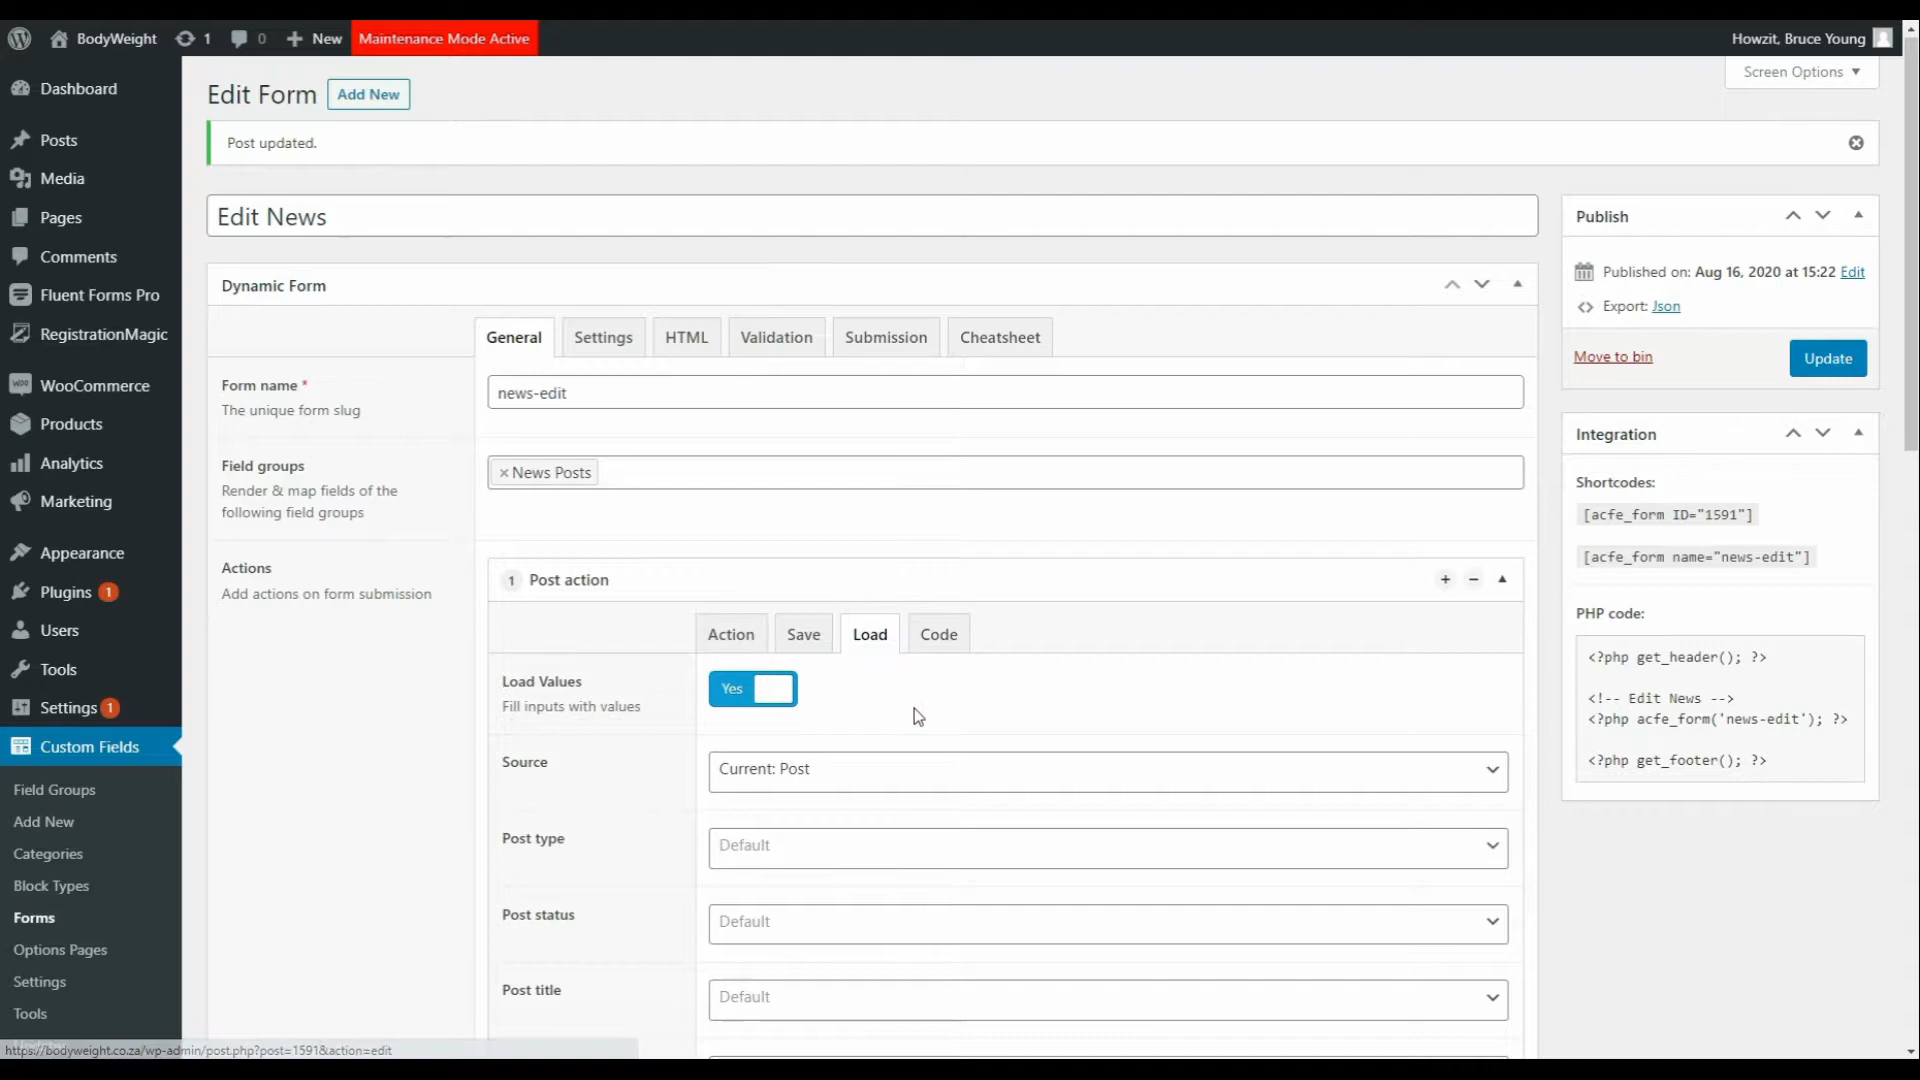 BodyWeight
1
0
New
Maintenance Mode Active
Howzit, Bruce Young
Screen Options
Dashboard
Posts
Media
Pages
Comments
Fluent Forms Pro
RegistrationMagic
WooCommerce
Products
Analytics
Marketing
Appearance
Plugins 1
Users
Tools
Settings 1
Custom Fields
Field Groups
Add New
Categories
Block Types
Forms
Options Pages
Settings
Tools
https://bodyweight.co.za/wp-admin/post.php?post=1591&action=edit
Edit Form
Add New
Post updated.
Edit News
Dynamic Form
General
Settings
HTML
Validation
Submission
Cheatsheet
Form name *
The unique form slug
news-edit
Field groups
Render & map fields of the
following field groups
× News Posts
Actions
Add actions on form submission
1 Post action
Action
Save
Load
Code
Load Values
Fill inputs with values
Yes
Source
Current: Post
Post type
Default
Post status
Default
Post title
Default
Publish
Published on: Aug 16, 2020 at 15:22 Edit
Export: Json
Move to bin
Update
Integration
Shortcodes:
[acfe_form ID="1591"]
[acfe_form name="news-edit"]
PHP code:
<?php get_header(); ?>
<!-- Edit News -->
<?php acfe_form('news-edit'); ?>
<?php get_footer(); ?>